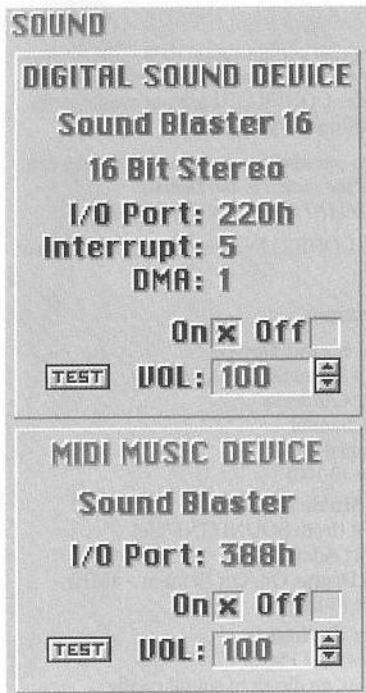 SOUND
DIGITAL SOUND DEVICE
Sound Blaster 16
16 Bit Stereo
I/O Port: 220h
Interrupt: 5
DMA: 1
On x Off
TEST VOL: 100
MIDI MUSIC DEVICE
Sound Blaster
I/O Port: 388h
On x Off
TEST VOL: 100